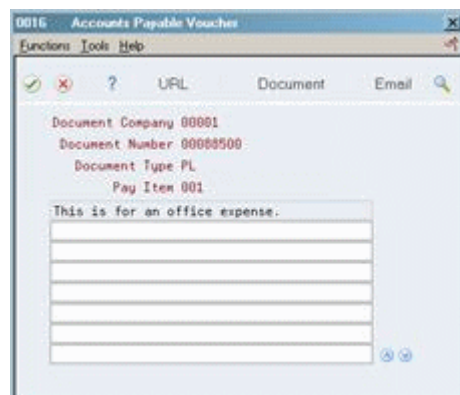 0016 Accounts Payable Voucher
Functions Tools Help
? URL Document Email
Document Company 00001
Document Number 00008500
Document Type PL
Pay Item 001
This is for an office expense.